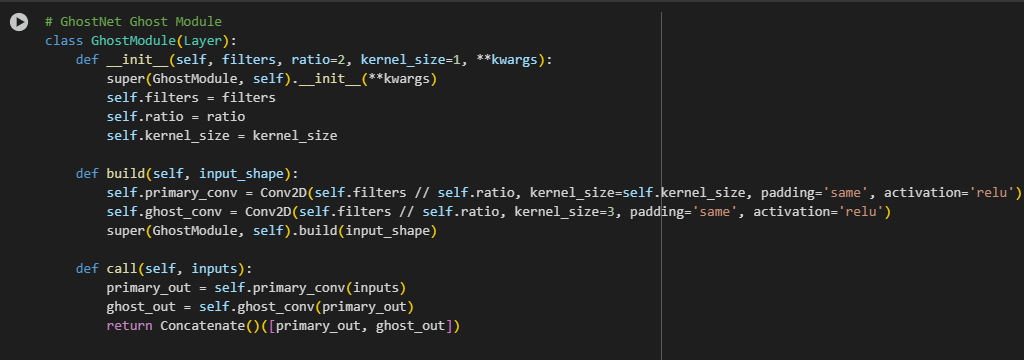 # GhostNet Ghost Module
class GhostModule(Layer):
    def __init__(self, filters, ratio=2, kernel_size=1, **kwargs):
        super(GhostModule, self).__init__(**kwargs)
        self.filters = filters
        self.ratio = ratio
        self.kernel_size = kernel_size

    def build(self, input_shape):
        self.primary_conv = Conv2D(self.filters // self.ratio, kernel_size=self.kernel_size, padding='same', activation='relu')
        self.ghost_conv = Conv2D(self.filters // self.ratio, kernel_size=3, padding='same', activation='relu')
        super(GhostModule, self).build(input_shape)

    def call(self, inputs):
        primary_out = self.primary_conv(inputs)
        ghost_out = self.ghost_conv(primary_out)
        return Concatenate()([primary_out, ghost_out])